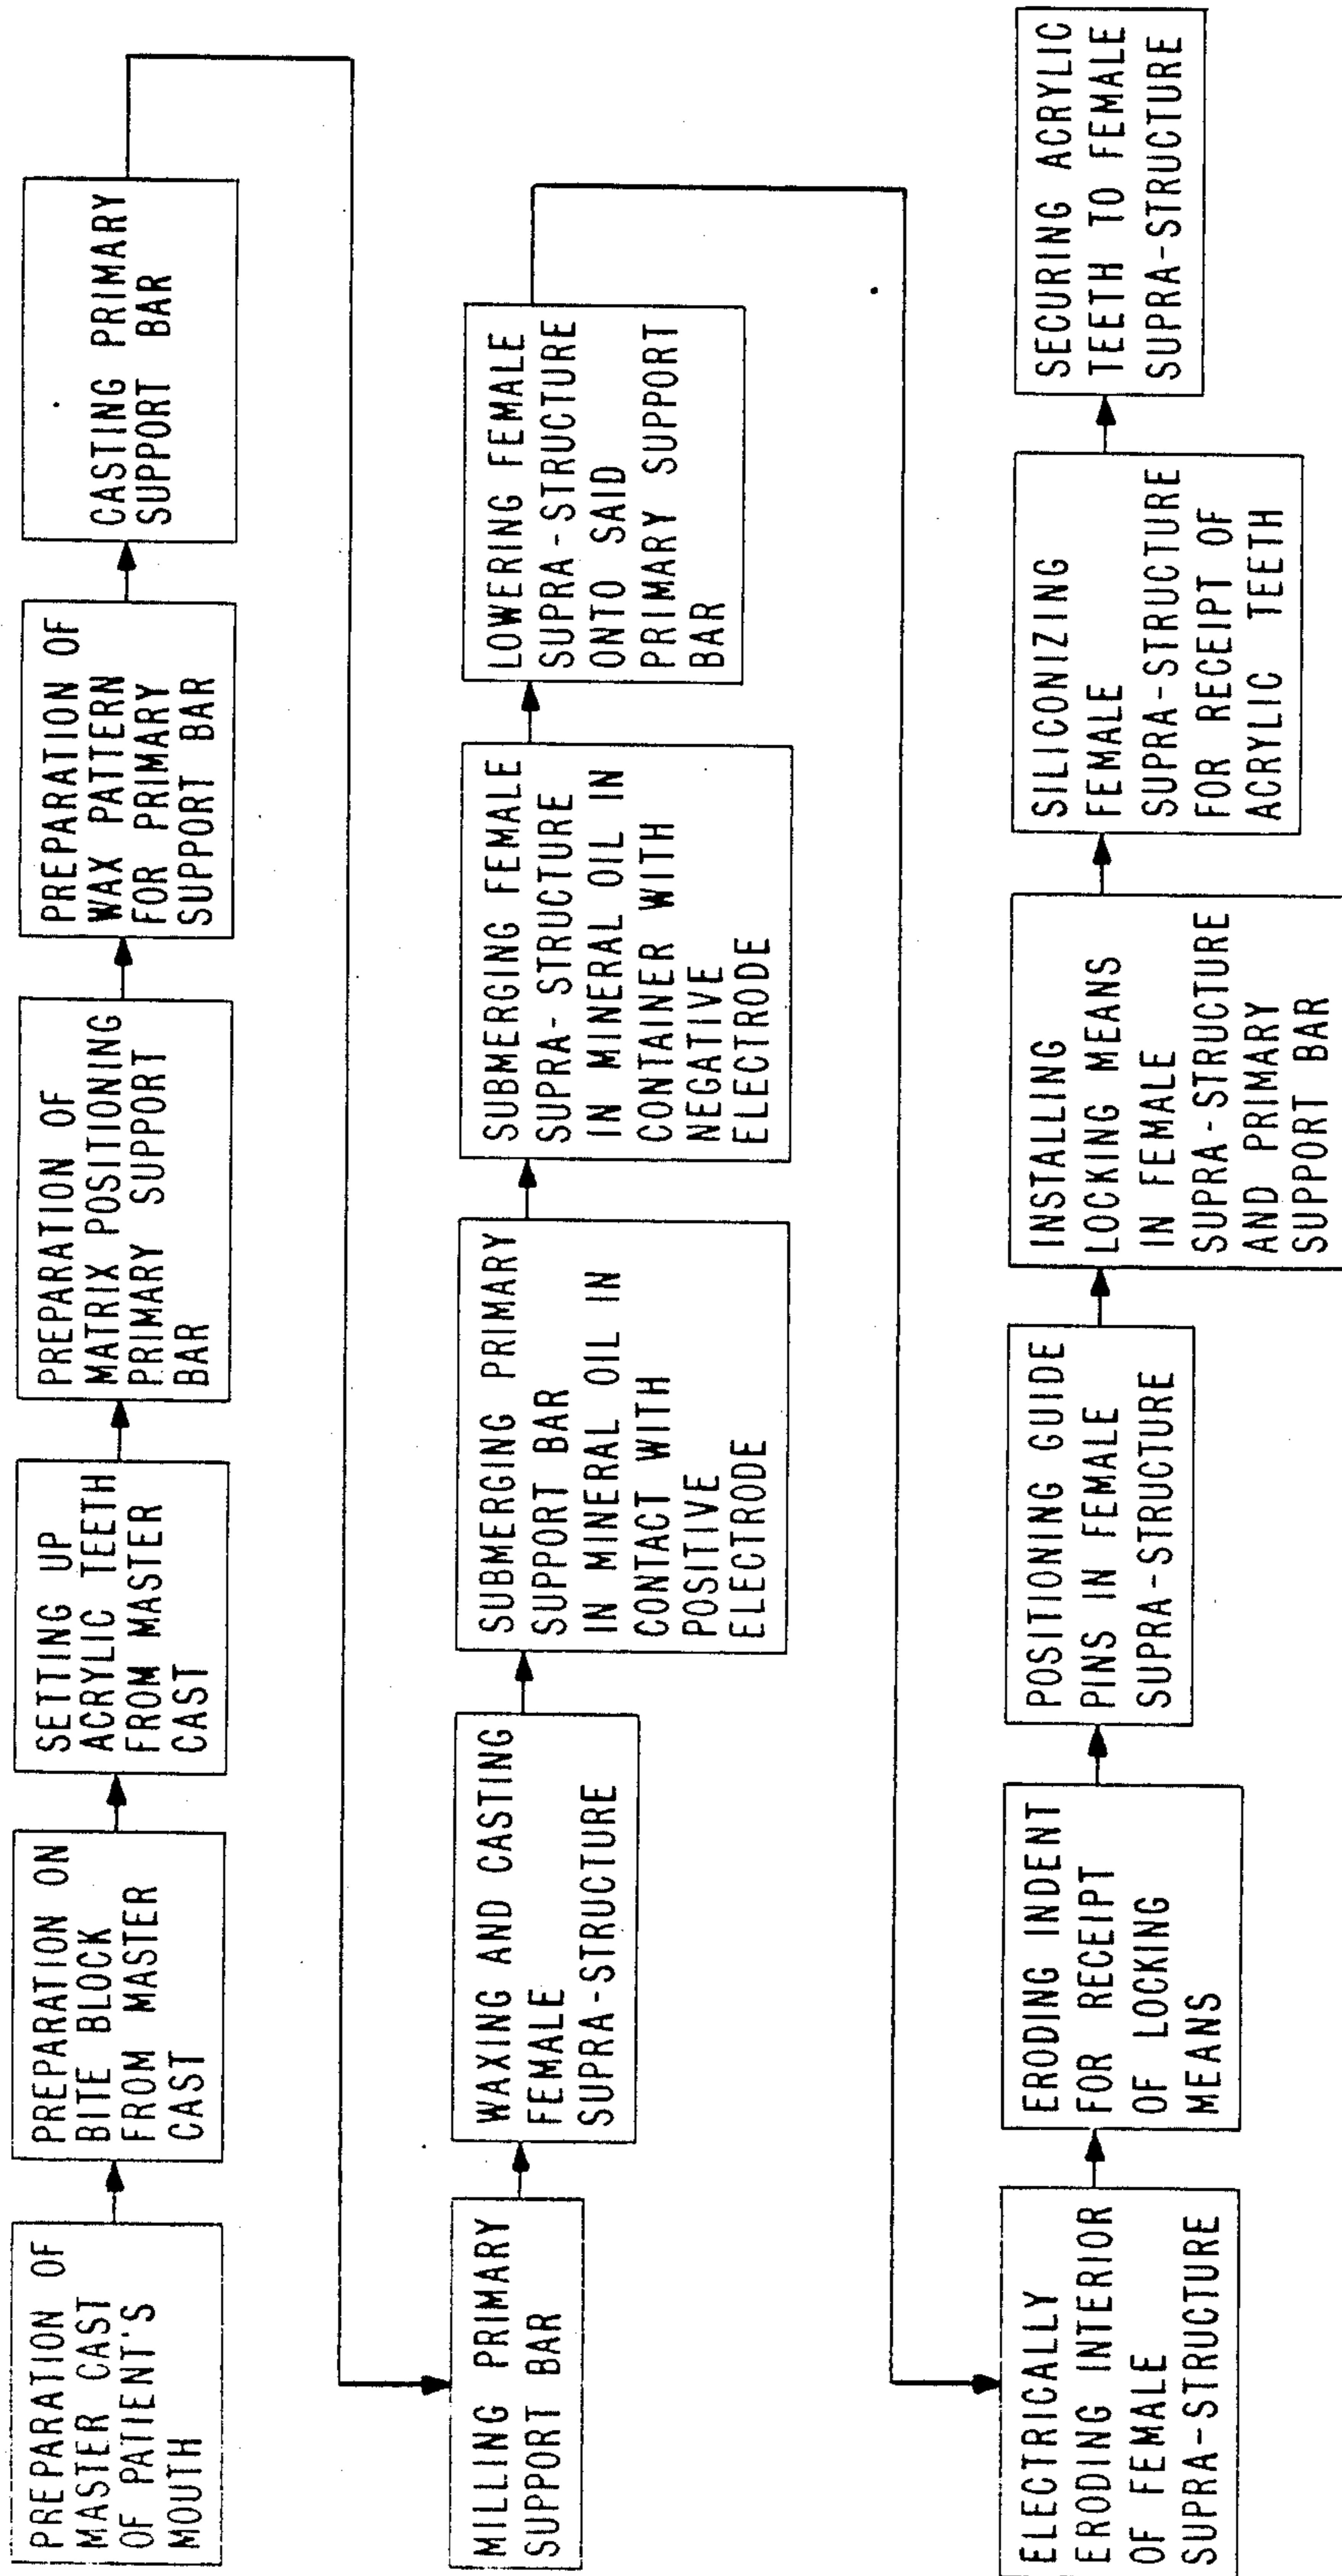 PREPARATION OF
MASTER CAST
OF PATIENT'S
MOUTH
PREPARATION ON
BITE BLOCK
FROM MASTER
CAST
SETTING UP
ACRYLIC TEETH
FROM MASTER
CAST
PREPARATION OF
MATRIX POSITIONING
PRIMARY SUPPORT
BAR
PREPARATION OF
WAX PATTERN
FOR PRIMARY
SUPPORT BAR
CASTING PRIMARY
SUPPORT BAR
MILLING PRIMARY
SUPPORT BAR
WAXING AND CASTING
FEMALE
SUPRA-STRUCTURE
SUBMERGING PRIMARY
SUPPORT BAR
IN MINERAL OIL IN
CONTACT WITH
POSITIVE
ELECTRODE
SUBMERGING FEMALE
SUPRA-STRUCTURE
IN MINERAL OIL IN
CONTAINER WITH
NEGATIVE
ELECTRODE
LOWERING FEMALE
SUPRA-STRUCTURE
ONTO SAID
PRIMARY SUPPORT
BAR
ELECTRICALLY
ERODING INTERIOR
OF FEMALE
SUPRA-STRUCTURE
ERODING INDENT
FOR RECEIPT
OF LOCKING
MEANS
POSITIONING GUIDE
PINS IN FEMALE
SUPRA-STRUCTURE
INSTALLING
LOCKING MEANS
IN FEMALE
SUPRA-STRUCTURE
AND PRIMARY
SUPPORT BAR
SILICONIZING
FEMALE
SUPRA-STRUCTURE
FOR RECEIPT OF
ACRYLIC TEETH
SECURING ACRYLIC
TEETH TO FEMALE
SUPRA-STRUCTURE